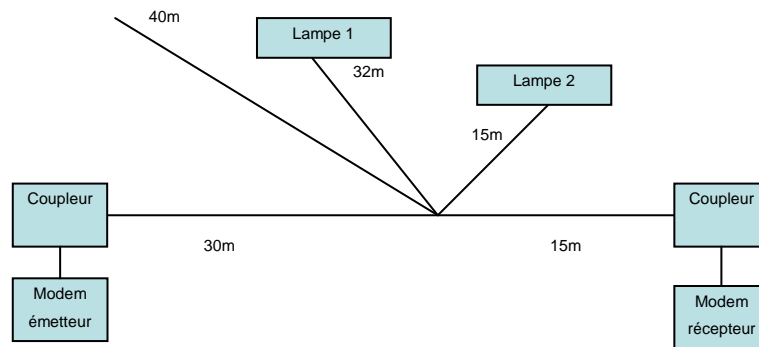 40m
Lampe 1
32m
Lampe 2
15m
Coupleur
Coupleur
30m
15m
Modem
émetteur
Modem
récepteur